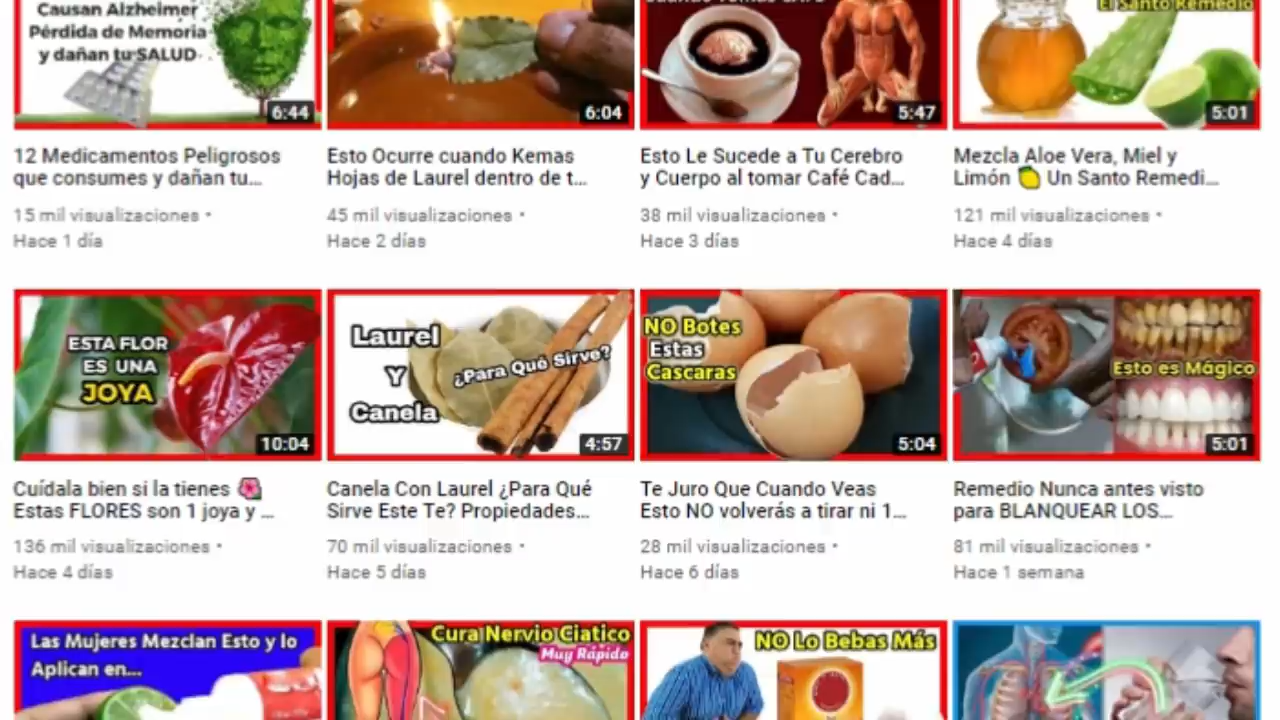 Causan Alzheimer
Pérdida de Memoria
y dañan tu SALUD
El Santo Remedio
6:44
6:04
5:47
5:01
12 Medicamentos Peligrosos
que consumes y dañan tu...
15 mil visualizaciones •
Hace 1 día
Esto Ocurre cuando Kemas
Hojas de Laurel dentro de t...
45 mil visualizaciones •
Hace 2 días
Esto Le Sucede a Tu Cerebro
y Cuerpo al tomar Café Cad...
38 mil visualizaciones •
Hace 3 días
Mezcla Aloe Vera, Miel y
Limón 🍋 Un Santo Remedi...
121 mil visualizaciones •
Hace 4 días
ESTA FLOR
ES UNA
JOYA
10:04
Laurel
Y
Canela
¿Para Qué Sirve?
4:57
NO Botes
Estas
Cascaras
5:04
Esto es Mágico
5:01
Cuídala bien si la tienes 🌺
Estas FLORES son 1 joya y ...
136 mil visualizaciones •
Hace 4 días
Canela Con Laurel ¿Para Qué
Sirve Este Te? Propiedades...
70 mil visualizaciones •
Hace 5 días
Te Juro Que Cuando Veas
Esto NO volverás a tirar ni 1...
28 mil visualizaciones •
Hace 6 días
Remedio Nunca antes visto
para BLANQUEAR LOS...
81 mil visualizaciones •
Hace 1 semana
Las Mujeres Mezclan Esto y lo
Aplican en...
Cura Nervio Ciatico
Muy Rápido
NO Lo Bebas Más